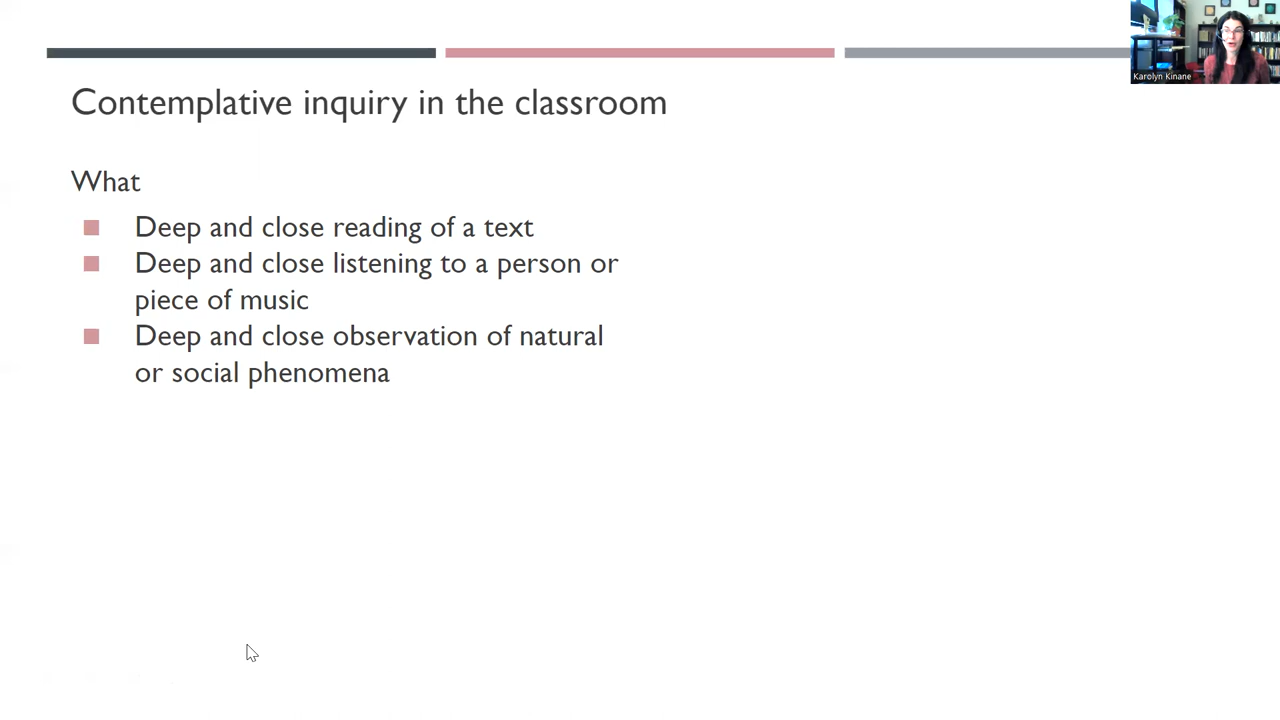 Karolyn Kinane
Contemplative inquiry in the classroom
What
Deep and close reading of a text
Deep and close listening to a person or
piece of music
Deep and close observation of natural
or social phenomena